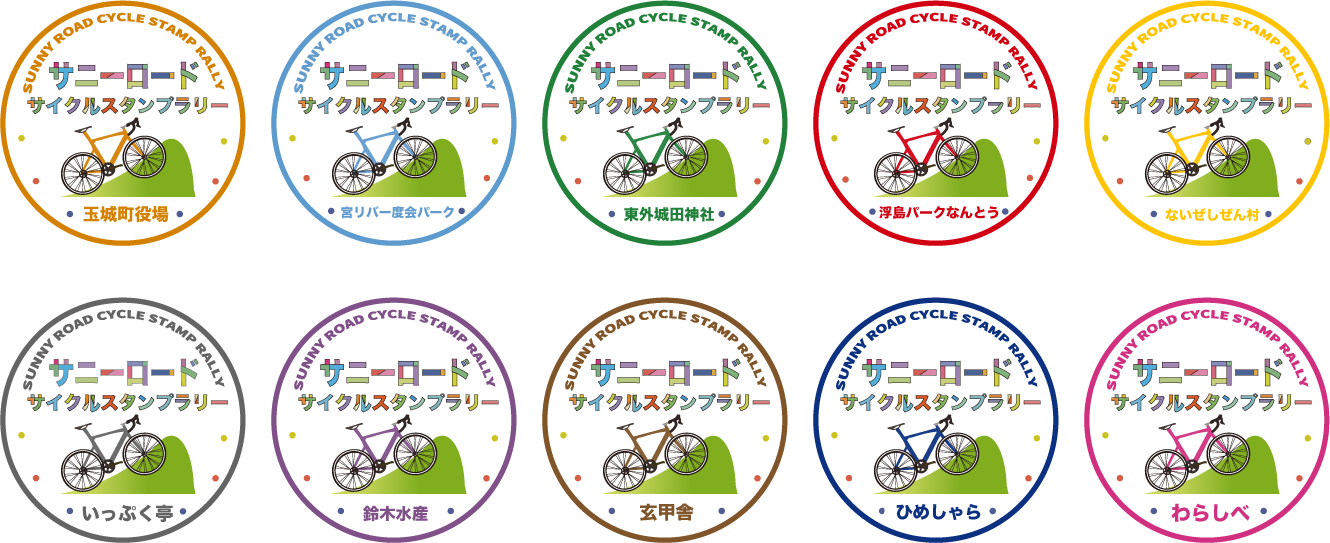 SUNNY ROAD CYCLE STAMP RALLY
サニーロード
サイクルスタンプラリー
玉城町役場
SUNNY ROAD CYCLE STAMP RALLY
サニーロード
サイクルスタンプラリー
宮リバー度会パーク
SUNNY ROAD CYCLE STAMP RALLY
サニーロード
サイクルスタンプラリー
東外城田神社
SUNNY ROAD CYCLE STAMP RALLY
サニーロード
サイクルスタンプラリー
浮島パークなんとう
SUNNY ROAD CYCLE STAMP RALLY
サニーロード
サイクルスタンプラリー
ないぜしぜん村
SUNNY ROAD CYCLE STAMP RALLY
サニーロード
サイクルスタンプラリー
いっぷく亭
SUNNY ROAD CYCLE STAMP RALLY
サニーロード
サイクルスタンプラリー
鈴木水産
SUNNY ROAD CYCLE STAMP RALLY
サニーロード
サイクルスタンプラリー
玄甲舎
SUNNY ROAD CYCLE STAMP RALLY
サニーロード
サイクルスタンプラリー
ひめしゃら
SUNNY ROAD CYCLE STAMP RALLY
サニーロード
サイクルスタンプラリー
わらしべ